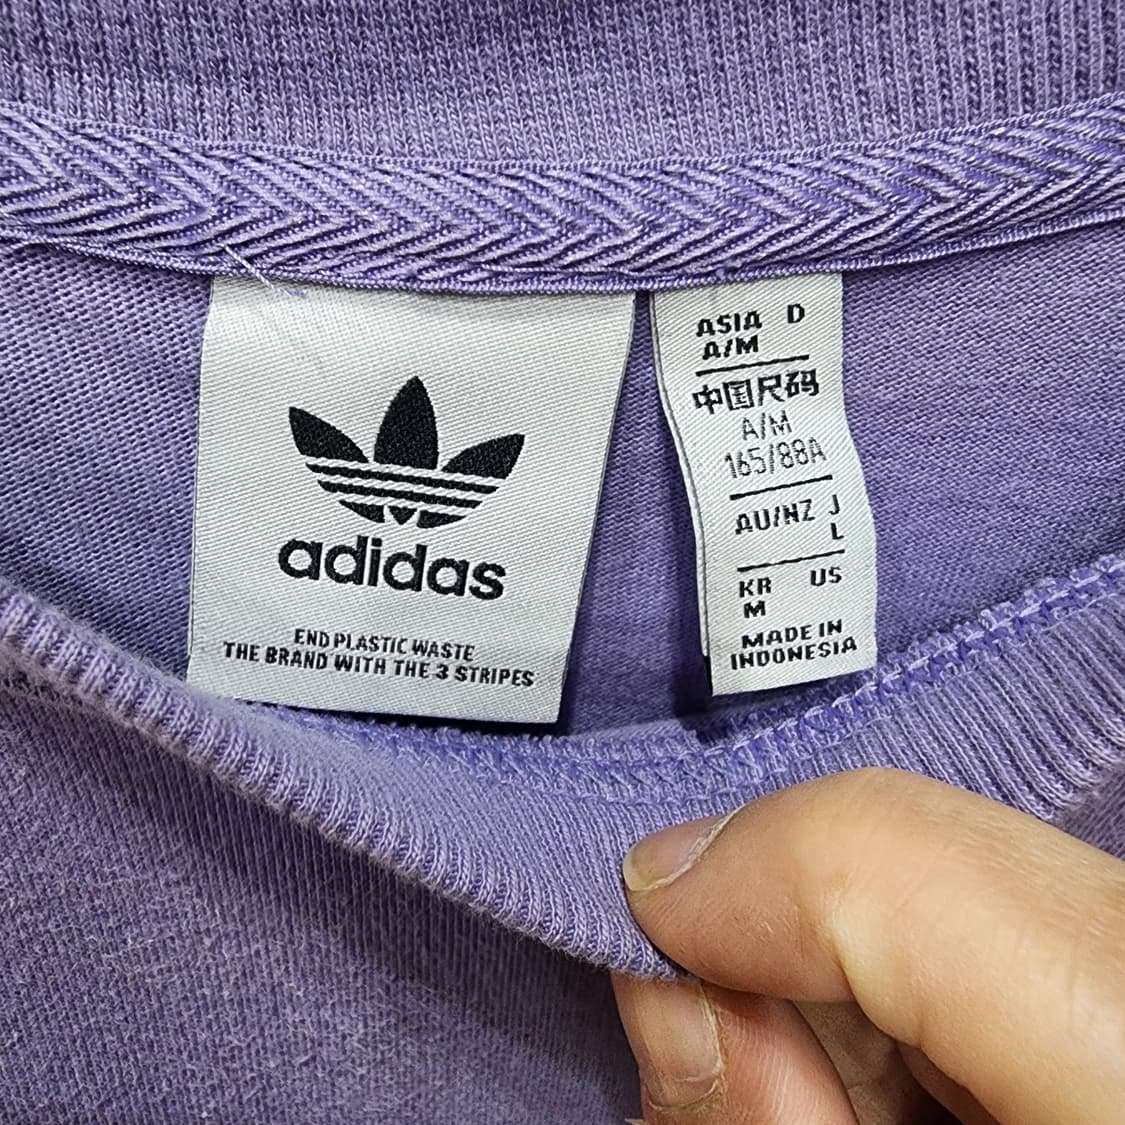 adidas
END PLASTIC WASTE
THE BRAND WITH THE 3 STRIPES
ASIA D
A/M
中国尺码
A/M
165/88A
AU/NZ J
L
KR US
M
MADE IN
INDONESIA